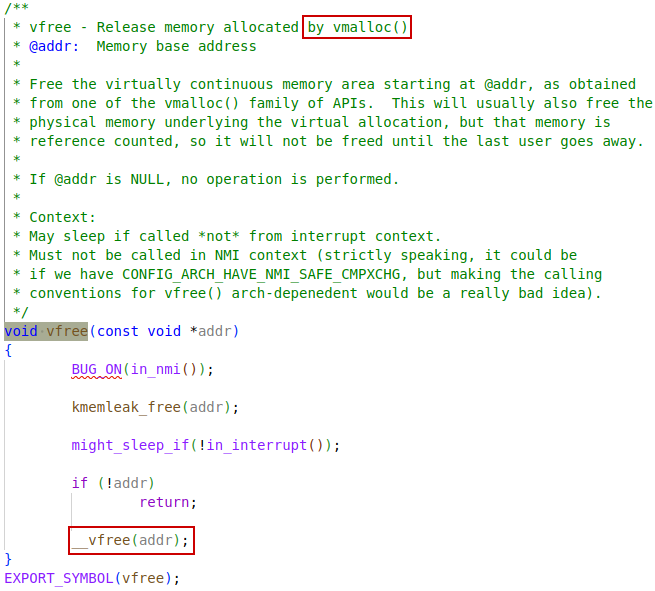 /**
 * vfree - Release memory allocated by vmalloc()
 * @addr:  Memory base address
 *
 * Free the virtually continuous memory area starting at @addr, as obtained
 * from one of the vmalloc() family of APIs.  This will usually also free the
 * physical memory underlying the virtual allocation, but that memory is
 * reference counted, so it will not be freed until the last user goes away.
 *
 * If @addr is NULL, no operation is performed.
 *
 * Context:
 * May sleep if called *not* from interrupt context.
 * Must not be called in NMI context (strictly speaking, it could be
 * if we have CONFIG_ARCH_HAVE_NMI_SAFE_CMPXCHG, but making the calling
 * conventions for vfree() arch-depenedent would be a really bad idea).
 */
void vfree(const void *addr)
{
        BUG_ON(in_nmi());

        kmemleak_free(addr);

        might_sleep_if(!in_interrupt());

        if (!addr)
                return;

        __vfree(addr);
}
EXPORT_SYMBOL(vfree);